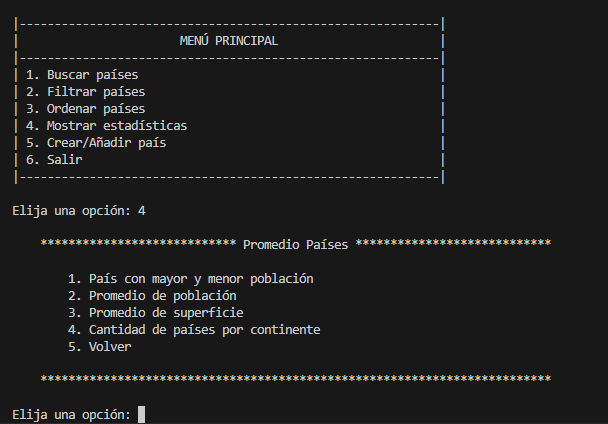 |------------------------------------------------------------|
|                       MENÚ PRINCIPAL                       |
|------------------------------------------------------------|
| 1. Buscar países                                           |
| 2. Filtrar países                                          |
| 3. Ordenar países                                          |
| 4. Mostrar estadísticas                                    |
| 5. Crear/Añadir país                                       |
| 6. Salir                                                   |
|------------------------------------------------------------|
Elija una opción: 4
**************************** Promedio Países ****************************
1. País con mayor y menor población
2. Promedio de población
3. Promedio de superficie
4. Cantidad de países por continente
5. Volver
*************************************************************************
Elija una opción: